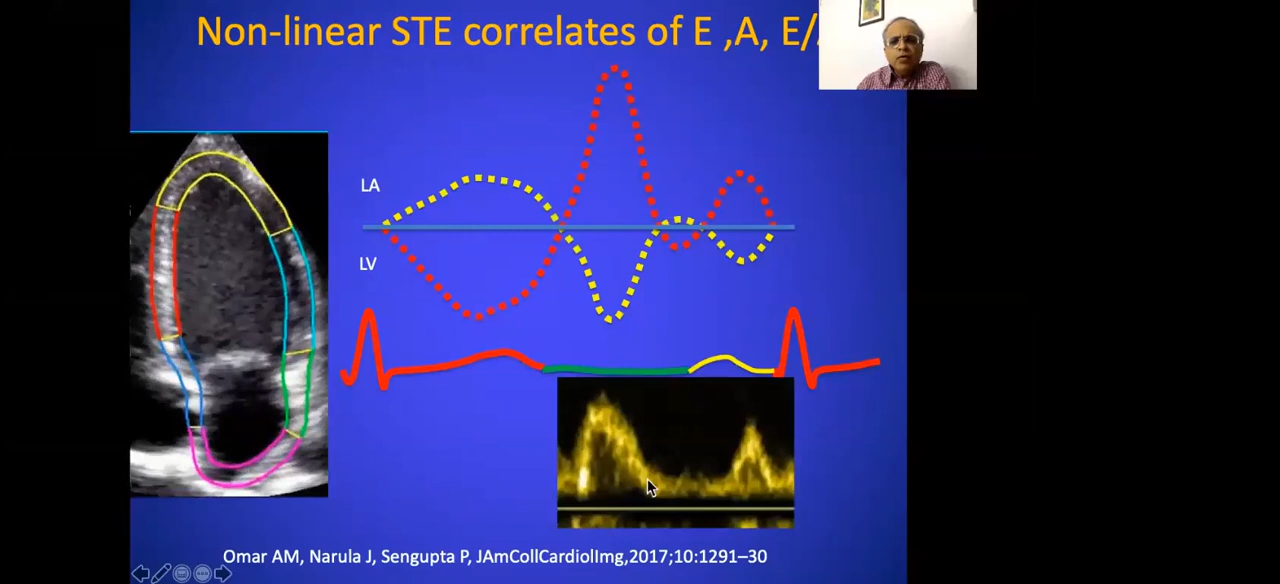 Non-linear STE correlates of E ,A, E/
LA
LV
Omar AM, Narula J, Sengupta P, JAmCollCardiolImg,2017;10:1291–30